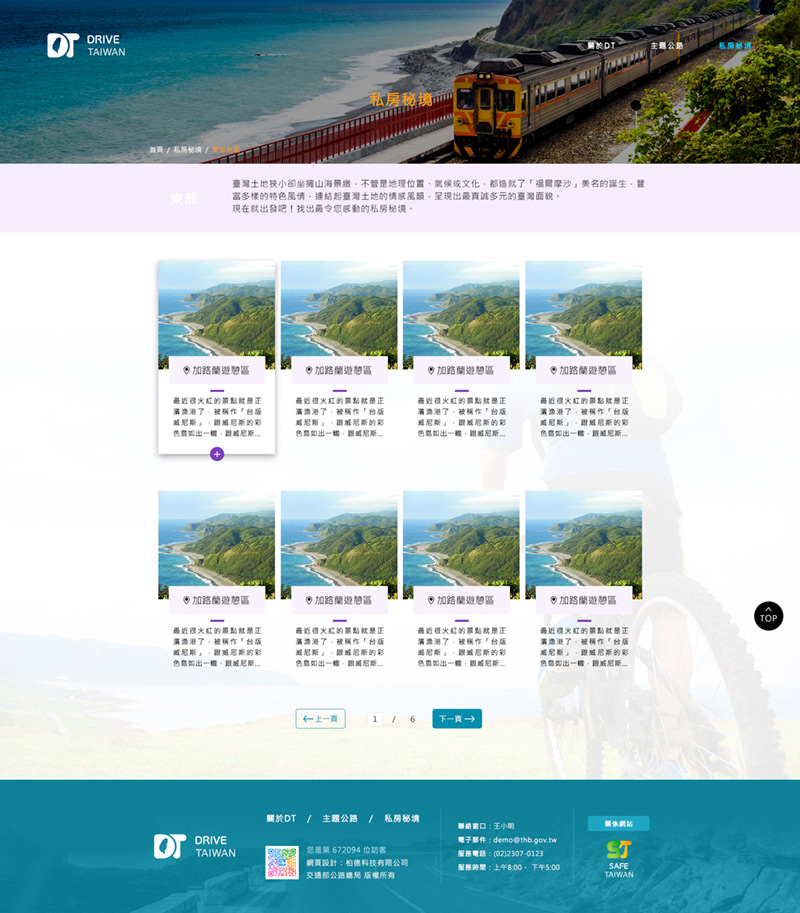 DT DRIVE TAIWAN
關於DT 主題公路 私房秘境
私房秘境
首頁 / 私房秘境 /
東部
臺灣土地狹小卻坐擁山海景緻，不管是地理位置、氣候或文化，都造就了「福爾摩沙」美名的誕生，豐
富多樣的特色風情，連結起臺灣土地的情感風韻，呈現出最真誠多元的臺灣面貌。
現在就出發吧！找出最令您感動的私房秘境。
加路蘭遊憩區
最近很火紅的景點就是正
濱漁港了，被稱作「台版
威尼斯」，跟威尼斯的彩
色島如出一轍，跟威尼斯...
加路蘭遊憩區
最近很火紅的景點就是正
濱漁港了，被稱作「台版
威尼斯」，跟威尼斯的彩
色島如出一轍，跟威尼斯...
加路蘭遊憩區
最近很火紅的景點就是正
濱漁港了，被稱作「台版
威尼斯」，跟威尼斯的彩
色島如出一轍，跟威尼斯...
加路蘭遊憩區
最近很火紅的景點就是正
濱漁港了，被稱作「台版
威尼斯」，跟威尼斯的彩
色島如出一轍，跟威尼斯...
加路蘭遊憩區
最近很火紅的景點就是正
濱漁港了，被稱作「台版
威尼斯」，跟威尼斯的彩
色島如出一轍，跟威尼斯...
加路蘭遊憩區
最近很火紅的景點就是正
濱漁港了，被稱作「台版
威尼斯」，跟威尼斯的彩
色島如出一轍，跟威尼斯...
加路蘭遊憩區
最近很火紅的景點就是正
濱漁港了，被稱作「台版
威尼斯」，跟威尼斯的彩
色島如出一轍，跟威尼斯...
加路蘭遊憩區
最近很火紅的景點就是正
濱漁港了，被稱作「台版
威尼斯」，跟威尼斯的彩
色島如出一轍，跟威尼斯...
TOP
←上一頁 1 / 6 下一頁→
DT DRIVE TAIWAN
關於DT / 主題公路 / 私房秘境
您是第 672094 位訪客
網頁設計：柏德科技有限公司
交通部公路總局 版權所有
聯絡窗口：王小明
電子郵件：demo@thb.gov.tw
服務電話：(02)2307-0123
服務時間：上午8:00 - 下午5:00
關係網站
SAFE
TAIWAN